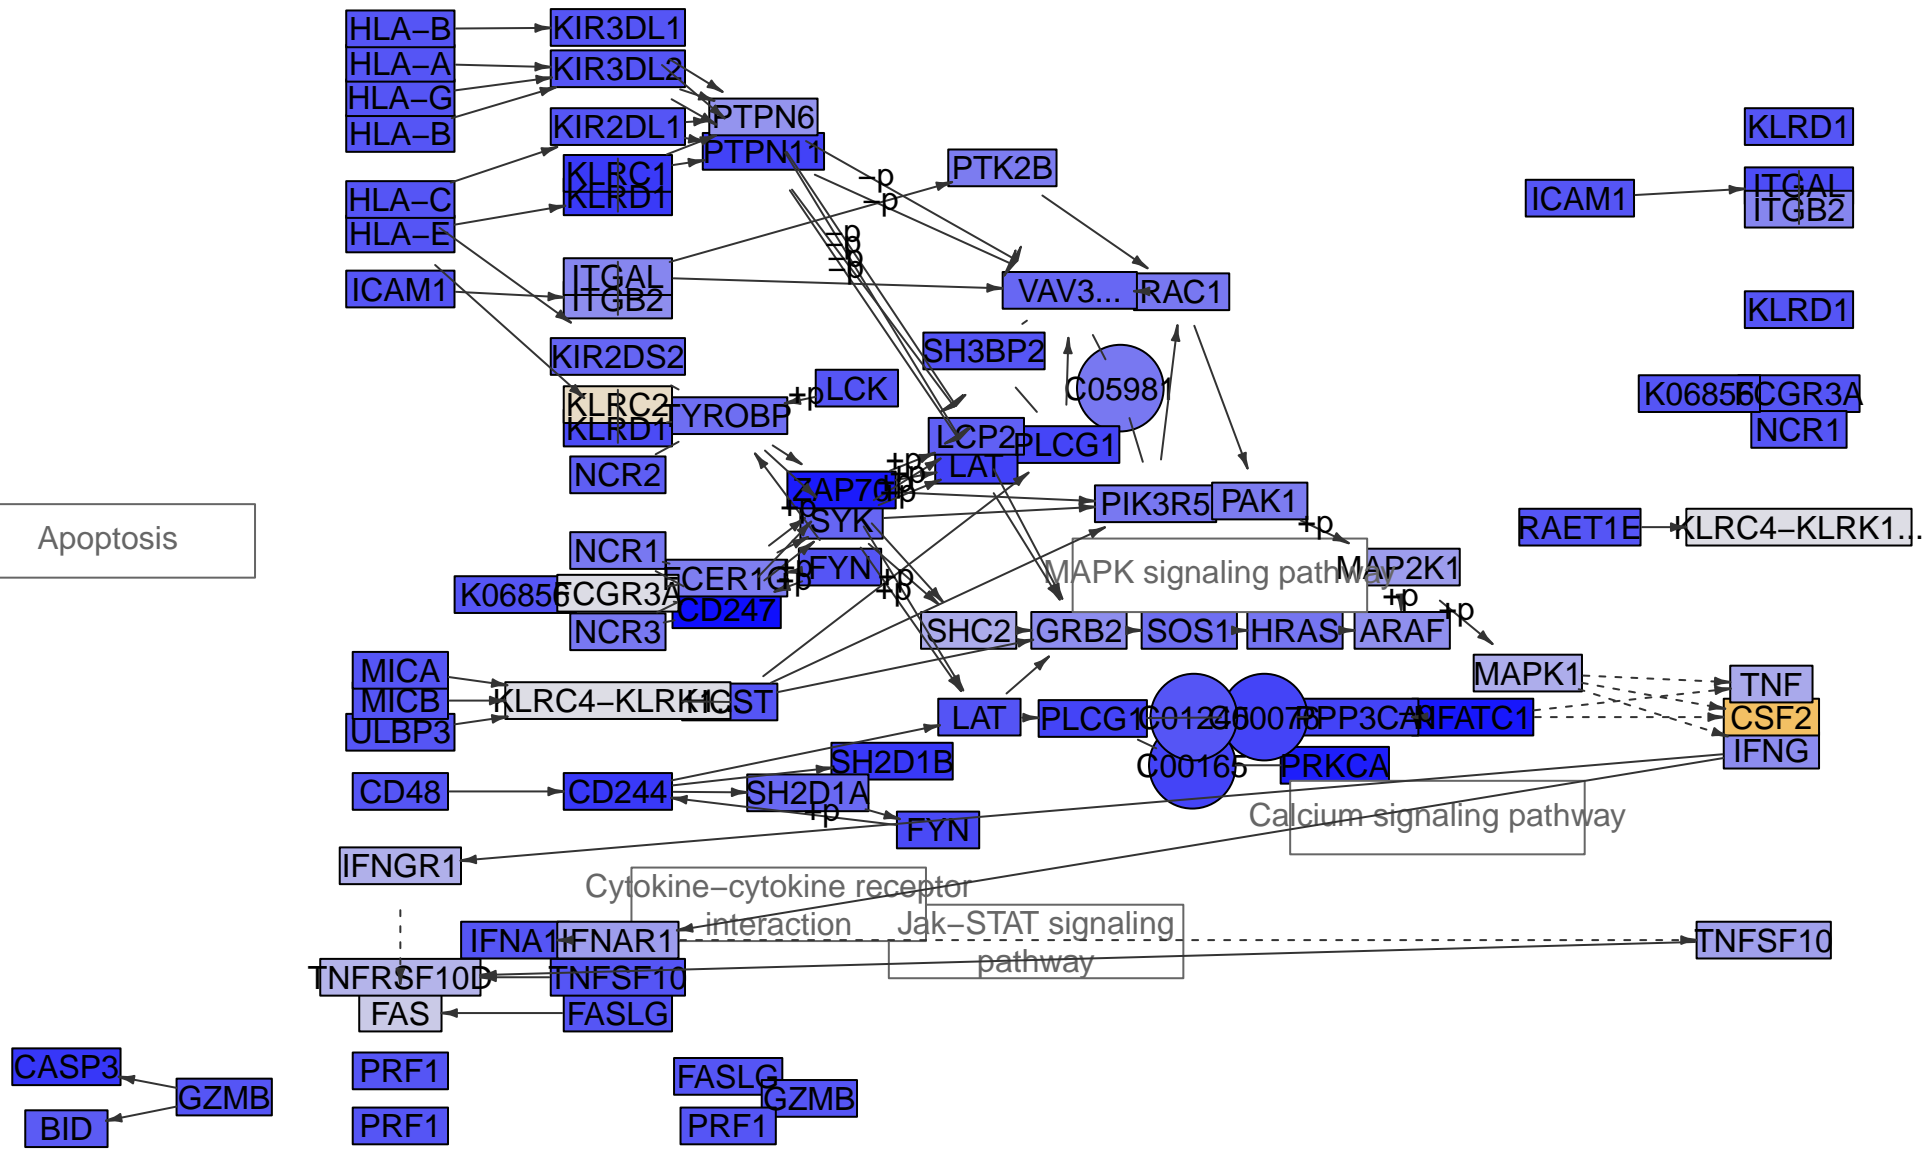 HLA−B
KIR3DL1
HLA−A
KIR3DL2
HLA−G
HLA−B
KIR2DL1
PTPN6
PTPN11
KLRC1
KLRD1
HLA−C
HLA−E
ICAM1
ITGAL
ITGB2
PTK2B
−p
−p
−p
−p
−p
−p
VAV3...
RAC1
KLRD1
ICAM1
ITGAL
ITGB2
KLRD1
KIR2DS2
SH3BP2
C05981
LCK
+p
KLRC2
KLRD1
TYROBP
NCR2
LCP2
LAT
PLCG1
K06856
FCGR3A
NCR1
ZAP70
SYK
+p
+p
+p
+p
PIK3R5
PAK1
+p
RAET1E
KLRC4−KLRK1...
Apoptosis
NCR1
FCER1G
FYN
+p
+p
+p
+p
MAPK signaling pathway
MAP2K1
K06856
FCGR3A
CD247
NCR3
+p
+p
SHC2
GRB2
SOS1
HRAS
ARAF
MICA
MICB
ULBP3
KLRC4−KLRK1...
HCST
MAPK1
TNF
CSF2
IFNG
LAT
PLCG1
C01245
C00076
C00165
PPP3CA
NFATC1
PRKCA
SH2D1B
CD48
CD244
SH2D1A
+p
FYN
Calcium signaling pathway
IFNGR1
Cytokine−cytokine receptor
interaction
Jak−STAT signaling
pathway
IFNA1
IFNAR1
TNFSF10
TNFRSF10D
TNFSF10
FAS
FASLG
CASP3
GZMB
BID
PRF1
PRF1
FASLG
GZMB
PRF1